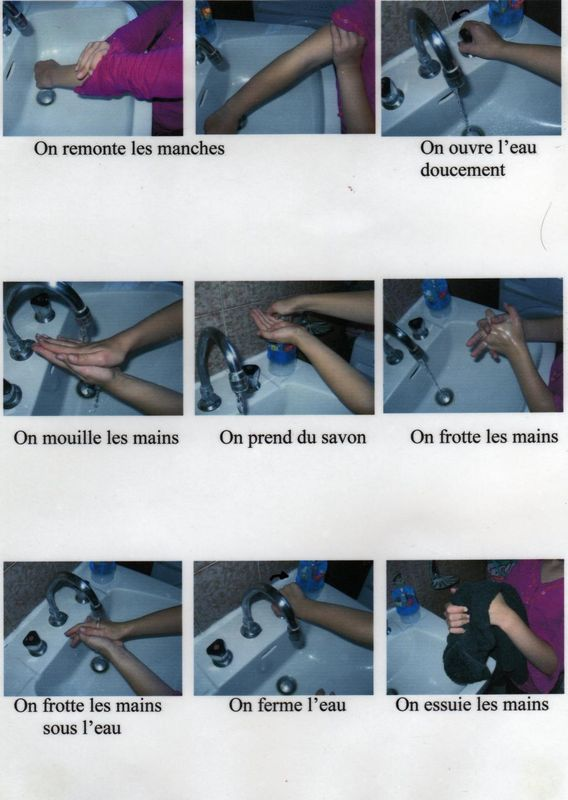 On remonte les manches
On ouvre l'eau
doucement
On mouille les mains
On prend du savon
On frotte les mains
On frotte les mains
sous l'eau
On ferme l'eau
On essuie les mains